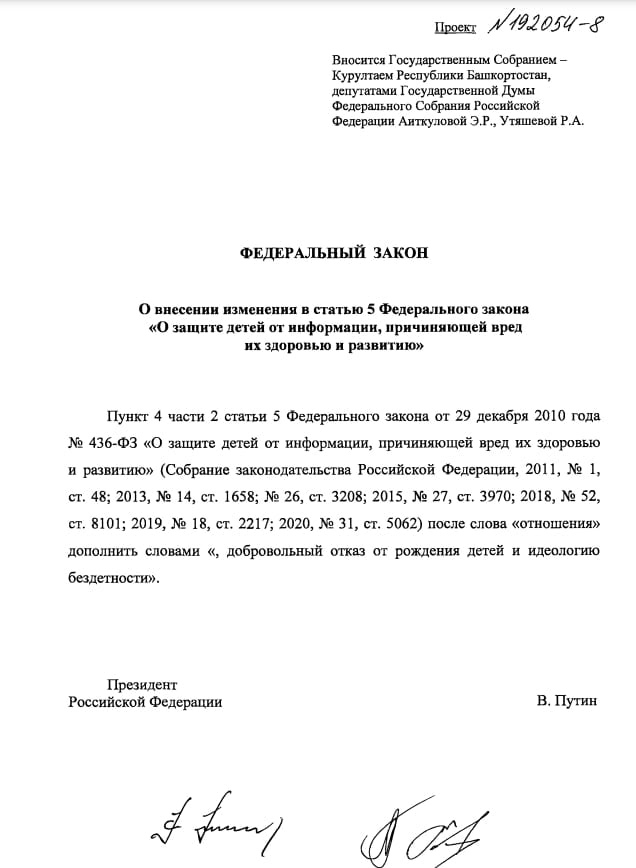 Проект № 192054-8
Вносится Государственным Собранием –
Курултаем Республики Башкортостан,
депутатами Государственной Думы
Федерального Собрания Российской
Федерации Аиткуловой Э.Р., Утяшевой Р.А.
ФЕДЕРАЛЬНЫЙ ЗАКОН
О внесении изменения в статью 5 Федерального закона
«О защите детей от информации, причиняющей вред
их здоровью и развитию»
Пункт 4 части 2 статьи 5 Федерального закона от 29 декабря 2010 года
№ 436-ФЗ «О защите детей от информации, причиняющей вред их здоровью
и развитию» (Собрание законодательства Российской Федерации, 2011, № 1,
ст. 48; 2013, № 14, ст. 1658; № 26, ст. 3208; 2015, № 27, ст. 3970; 2018, № 52,
ст. 8101; 2019, № 18, ст. 2217; 2020, № 31, ст. 5062) после слова «отношения»
дополнить словами «, добровольный отказ от рождения детей и идеологию
бездетности».
Президент
Российской Федерации В. Путин